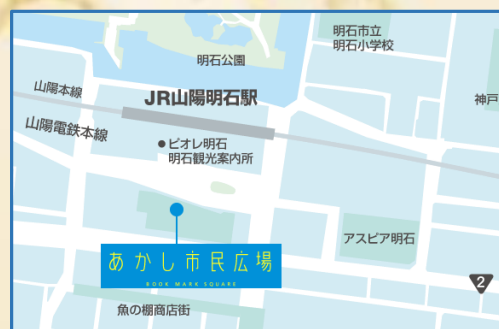 明石市立
明石小学校
明石公園
山陽本線
JR山陽明石駅
神戸
山陽電鉄本線
ピオレ明石
明石観光案内所
あかし市民広場
BOOK MARK SQUARE
アスピア明石
2
魚の棚商店街